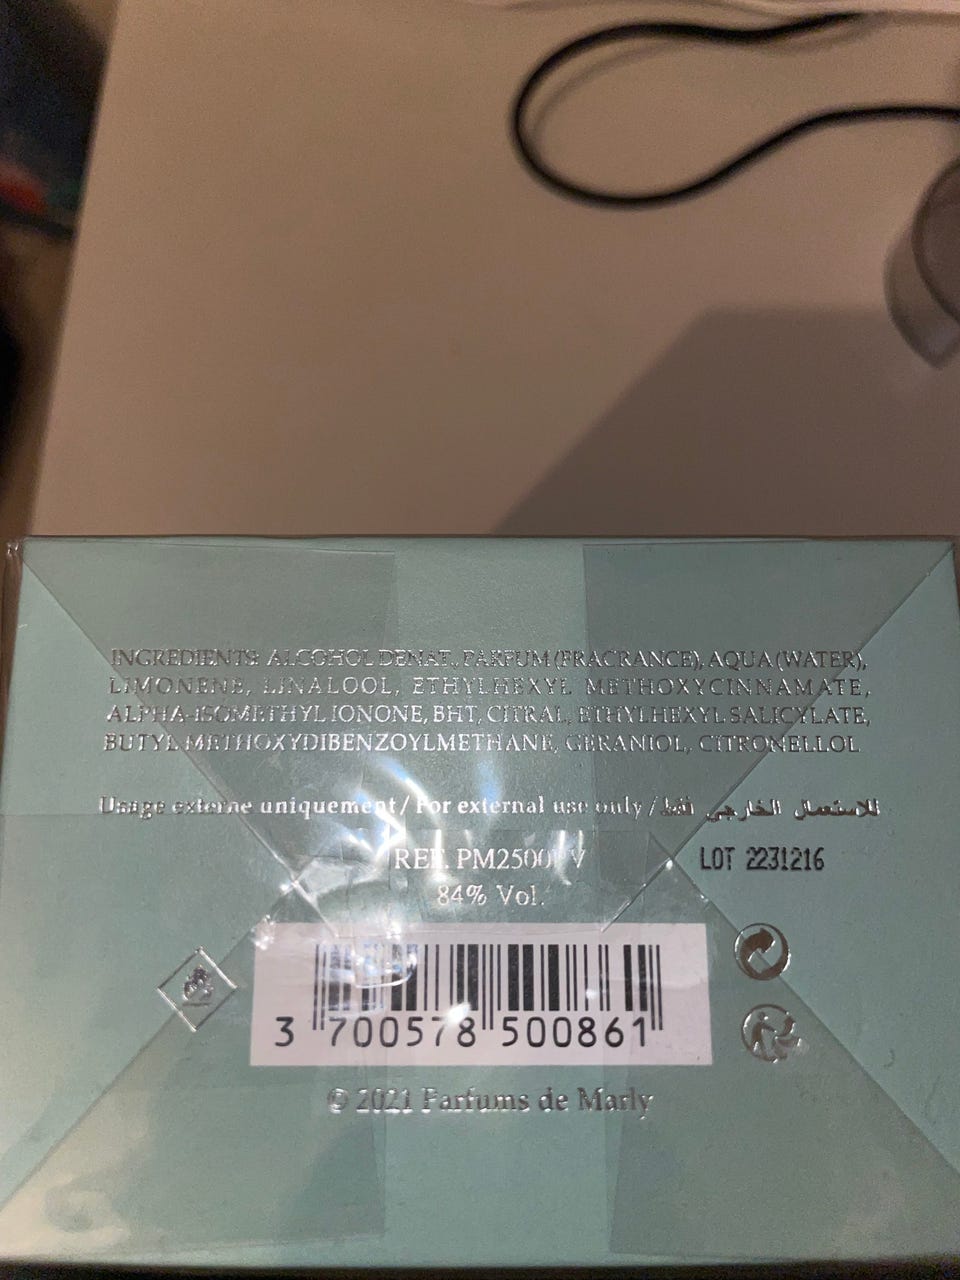 INGREDIENTS: ALCOHOL DENAT., PARFUM (FRAGRANCE), AQUA (WATER),
LIMONENE, LINALOOL, ETHYLHEXYL METHOXYCINNAMATE,
ALPHA-ISOMETHYL IONONE, BHT, CITRAL, ETHYLHEXYL SALICYLATE,
BUTYL METHOXYDIBENZOYLMETHANE, GERANIOL, CITRONELLOL
Usage externe uniquement / For external use only / للاستعمال الخارجي فقط
REF.
LOT 2231216
84% Vol.
3 700578 500861
© 2021 Parfums de Marly